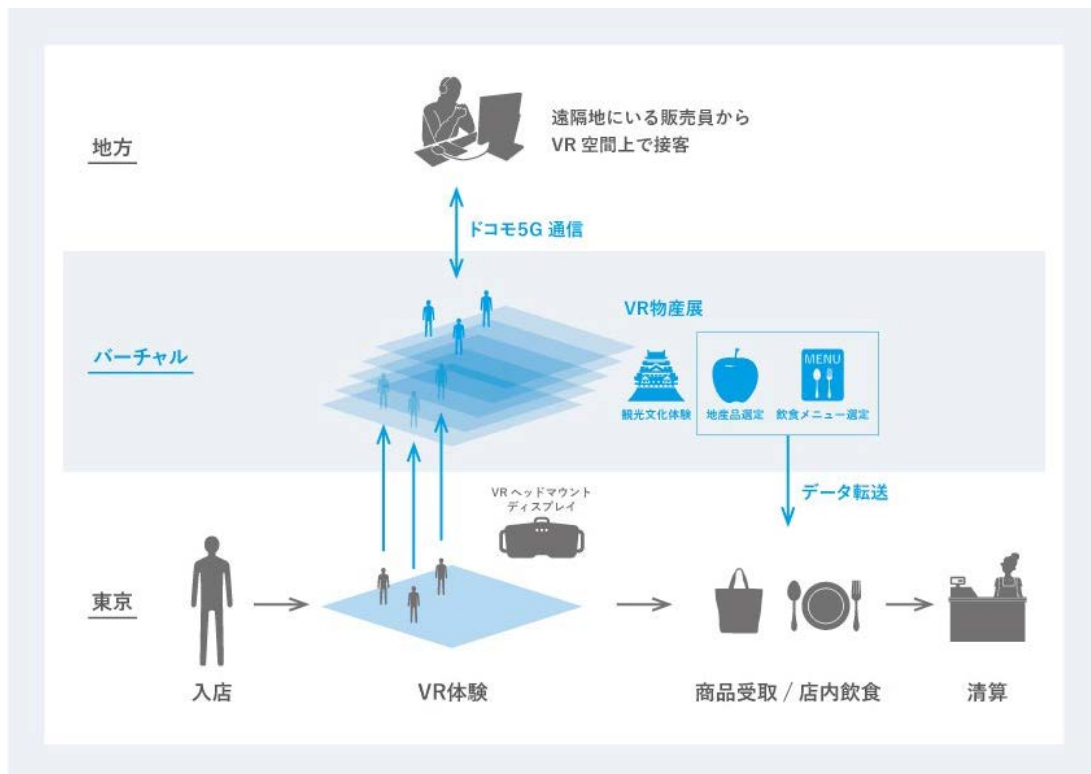 地方
遠隔地にいる販売員から
VR 空間上で接客
ドコモ5G 通信
バーチャル
VR物産展
MENU
観光文化体験
地産品選定
飲食メニュー選定
データ転送
VR ヘッドマウント
ディスプレイ
東京
入店
VR体験
商品受取 / 店内飲食
清算